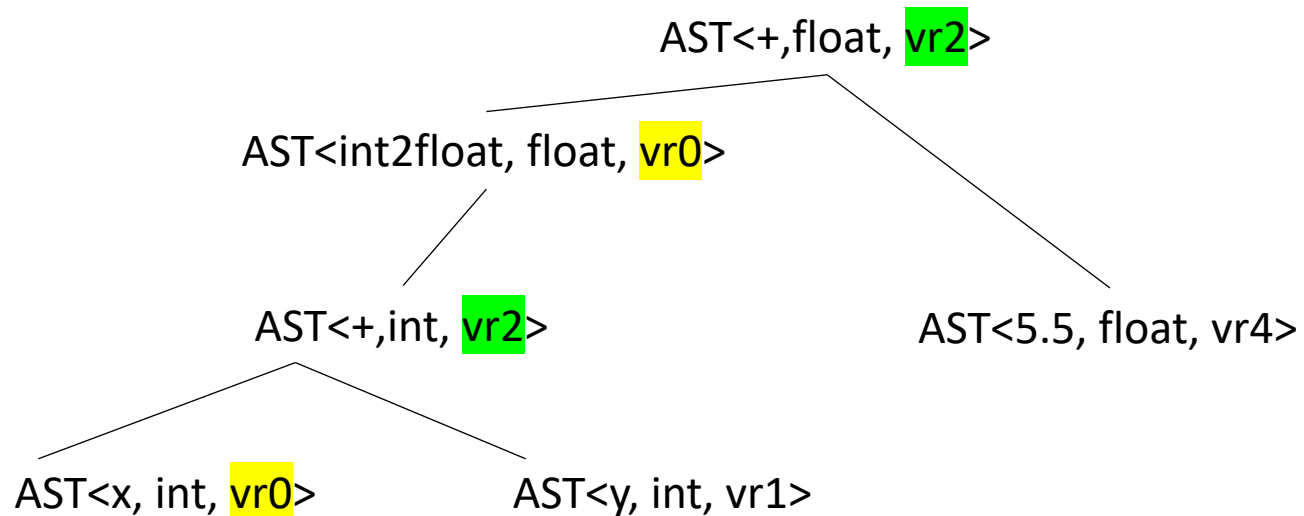 AST<+,float, vr2>
AST<int2float, float, vr0>
AST<+,int, vr2>
AST<5.5, float, vr4>
AST<x, int, vr0>
AST<y, int, vr1>